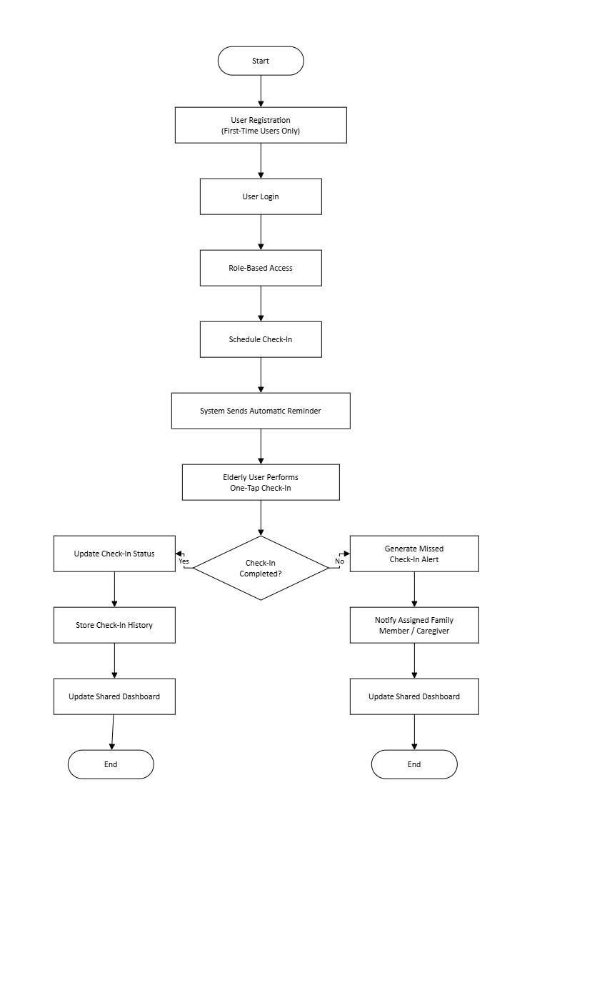 Start
User Registration
(First-Time Users Only)
User Login
Role-Based Access
Schedule Check-In
System Sends Automatic Reminder
Elderly User Performs
One-Tap Check-In
Check-In
Completed?
Yes
No
Update Check-In Status
Store Check-In History
Update Shared Dashboard
End
Generate Missed
Check-In Alert
Notify Assigned Family
Member / Caregiver
Update Shared Dashboard
End